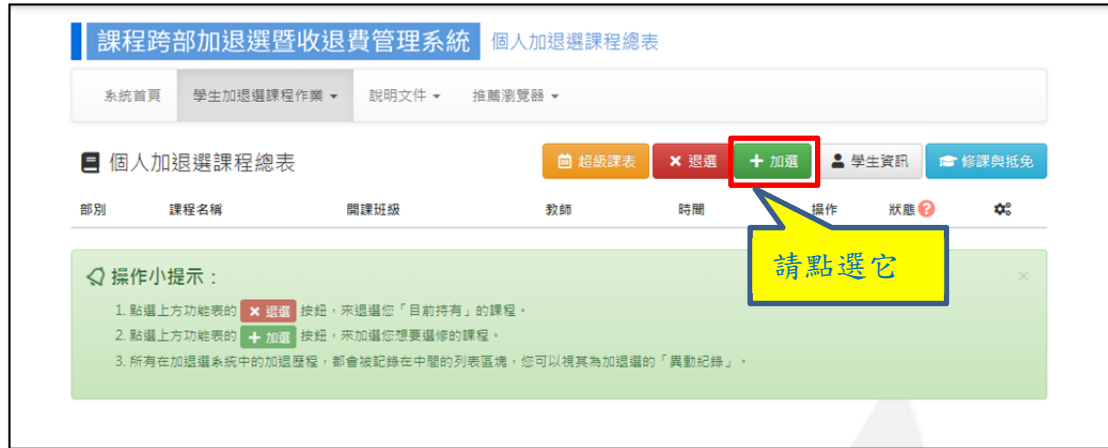 課程跨部加退選暨收退費管理系統 個人加退選課程總表
系統首頁 學生加退選課程作業 說明文件 推薦瀏覽器
個人加退選課程總表 超級課表 退選 加選 學生資訊 修課與抵免
部別 課程名稱 開課班級 教師 時間 操作 狀態
請點選它
操作小提示：
1. 點選上方功能表的 退選 按鈕，來退選您「目前持有」的課程。
2. 點選上方功能表的 加選 按鈕，來加選您想要選修的課程。
3. 所有在加退選系統中的加退歷程，都會被記錄在中間的列表區塊，您可以視其為加退選的「異動紀錄」。